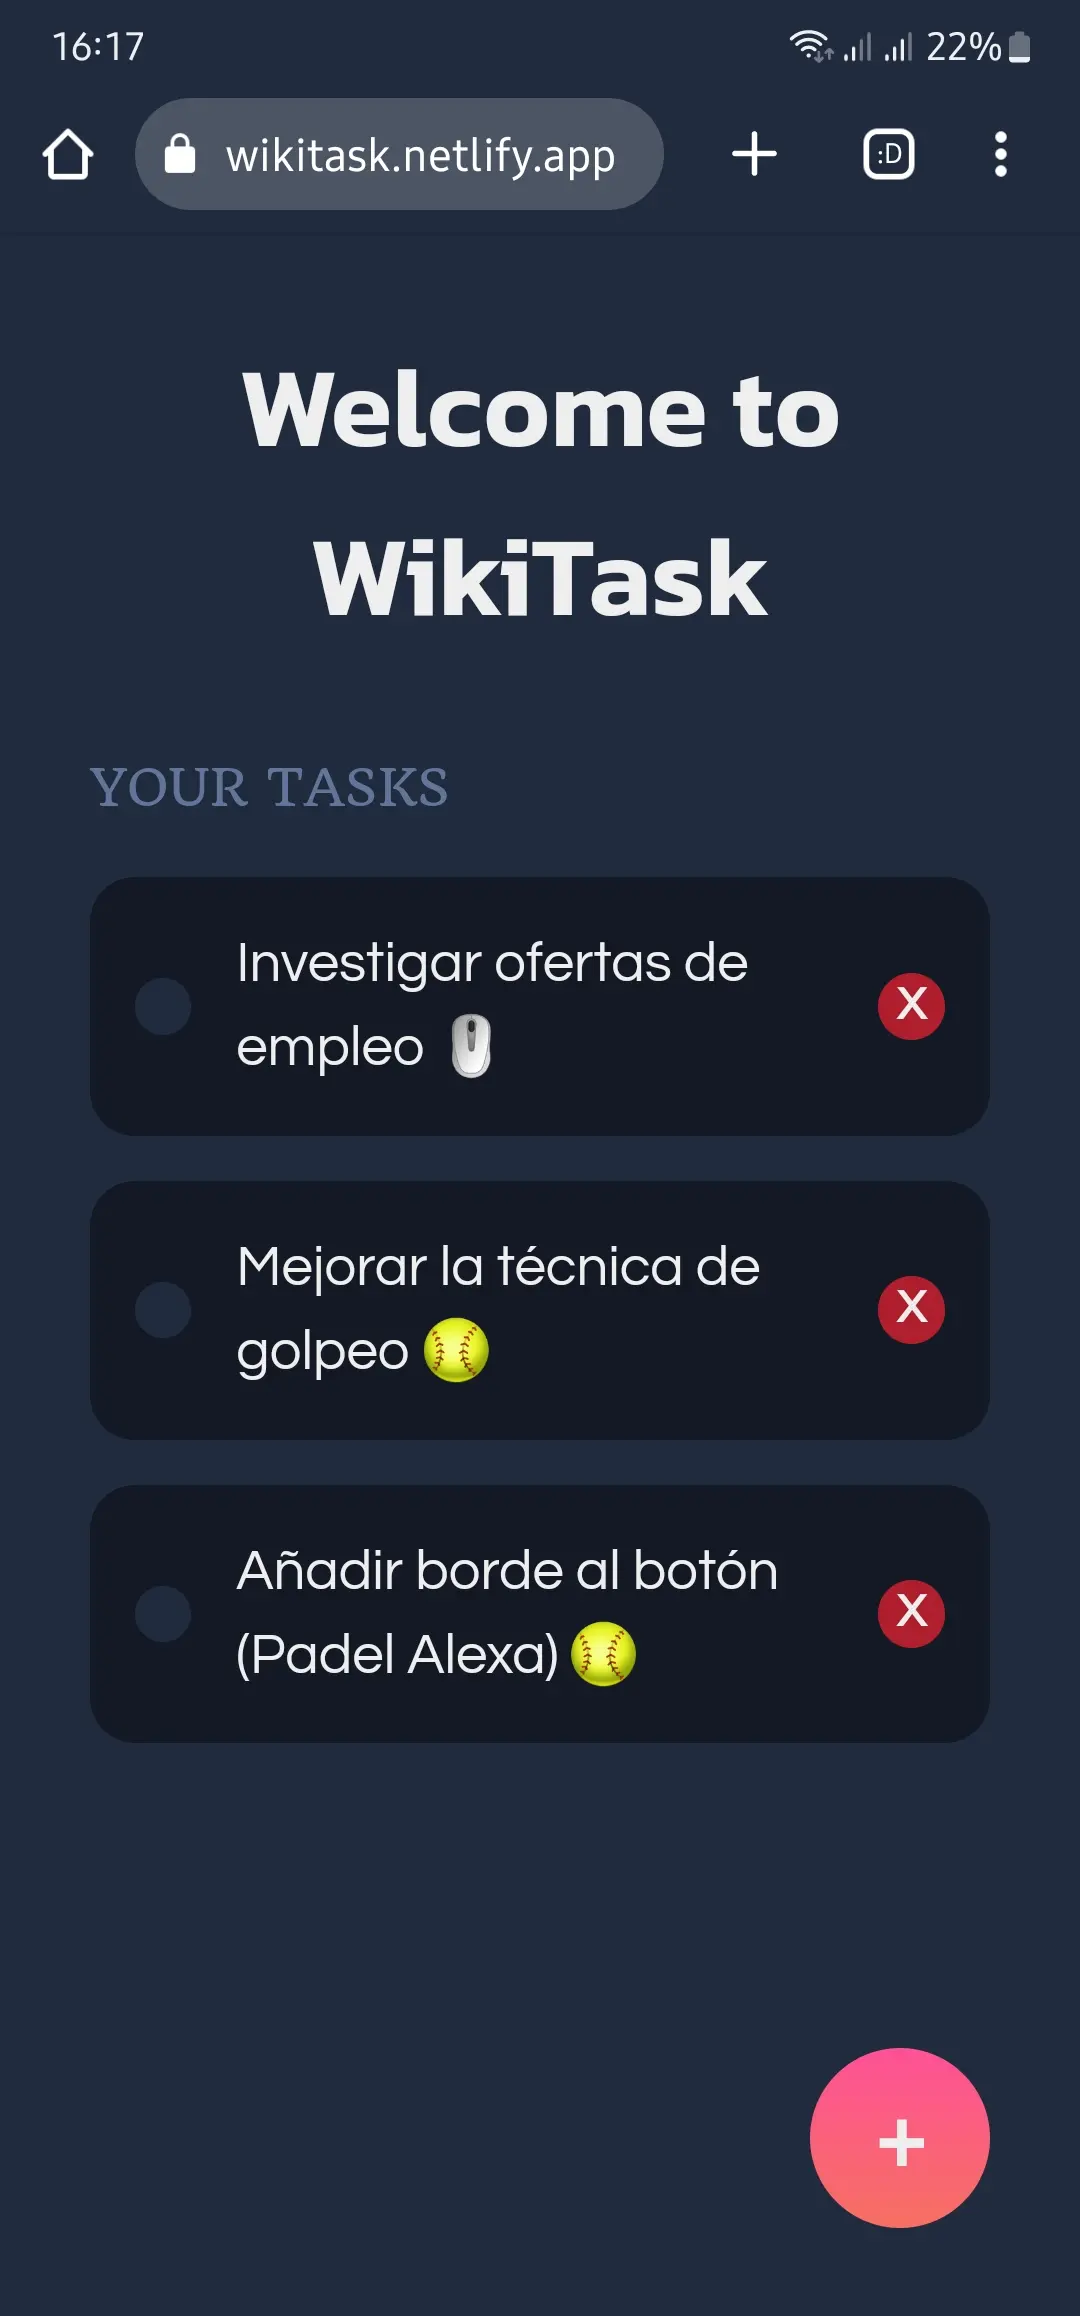 16:17
22%
wikitask.netlify.app
:D
Welcome to
WikiTask
YOUR TASKS
Investigar ofertas de
empleo 🖱️
X
Mejorar la técnica de
golpeo 🥎
X
Añadir borde al botón
(Padel Alexa) 🥎
X
+